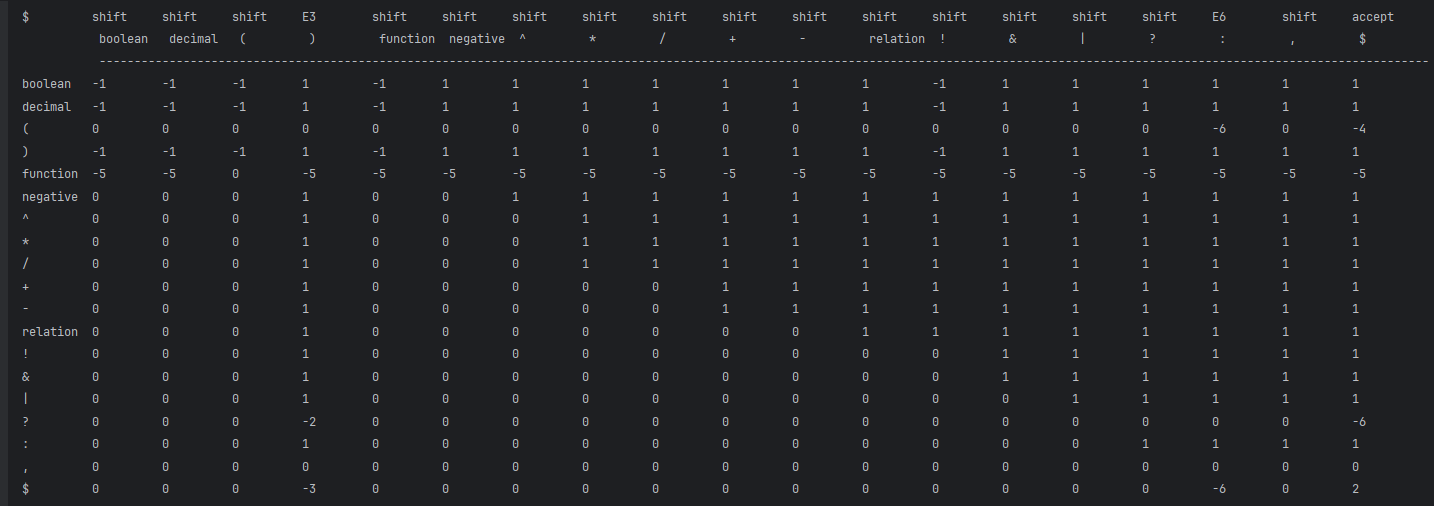 $ shift shift shift E3 shift shift shift shift shift shift shift shift shift shift shift shift E6 shift accept
boolean decimal ( ) function negative ^ * / + - relation ! & | ? : , $
----------------------------------------------------------------------------------------------------------------------------------------------------------------------------------------------
boolean -1 -1 -1 1 -1 1 1 1 1 1 1 1 -1 1 1 1 1 1 1
decimal -1 -1 -1 1 -1 1 1 1 1 1 1 1 -1 1 1 1 1 1 1
( 0 0 0 0 0 0 0 0 0 0 0 0 0 0 0 0 -6 0 -4
) -1 -1 -1 1 -1 1 1 1 1 1 1 1 -1 1 1 1 1 1 1
function -5 -5 0 -5 -5 -5 -5 -5 -5 -5 -5 -5 -5 -5 -5 -5 -5 -5 -5
negative 0 0 0 1 0 0 1 1 1 1 1 1 1 1 1 1 1 1 1
^ 0 0 0 1 0 0 0 1 1 1 1 1 1 1 1 1 1 1 1
* 0 0 0 1 0 0 0 1 1 1 1 1 1 1 1 1 1 1 1
/ 0 0 0 1 0 0 0 1 1 1 1 1 1 1 1 1 1 1 1
+ 0 0 0 1 0 0 0 0 0 1 1 1 1 1 1 1 1 1 1
- 0 0 0 1 0 0 0 0 0 1 1 1 1 1 1 1 1 1 1
relation 0 0 0 1 0 0 0 0 0 0 0 1 1 1 1 1 1 1 1
! 0 0 0 1 0 0 0 0 0 0 0 0 0 1 1 1 1 1 1
& 0 0 0 1 0 0 0 0 0 0 0 0 0 1 1 1 1 1 1
| 0 0 0 1 0 0 0 0 0 0 0 0 0 0 1 1 1 1 1
? 0 0 0 -2 0 0 0 0 0 0 0 0 0 0 0 0 0 0 -6
: 0 0 0 1 0 0 0 0 0 0 0 0 0 0 0 1 1 1 1
, 0 0 0 0 0 0 0 0 0 0 0 0 0 0 0 0 0 0 0
$ 0 0 0 -3 0 0 0 0 0 0 0 0 0 0 0 0 -6 0 2